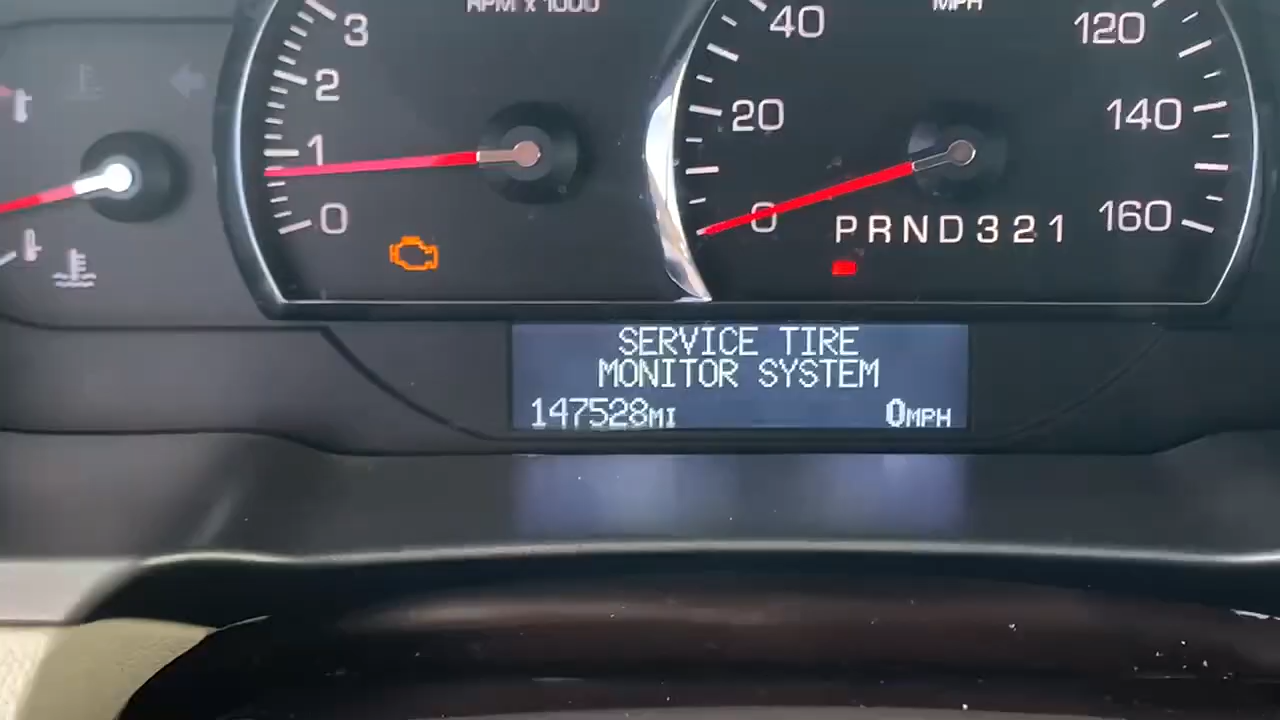 RPM x 1000
3
2
1
0
MPH
40
20
0
120
140
160
PRND321
SERVICE TIRE
MONITOR SYSTEM
147528MI 0MPH